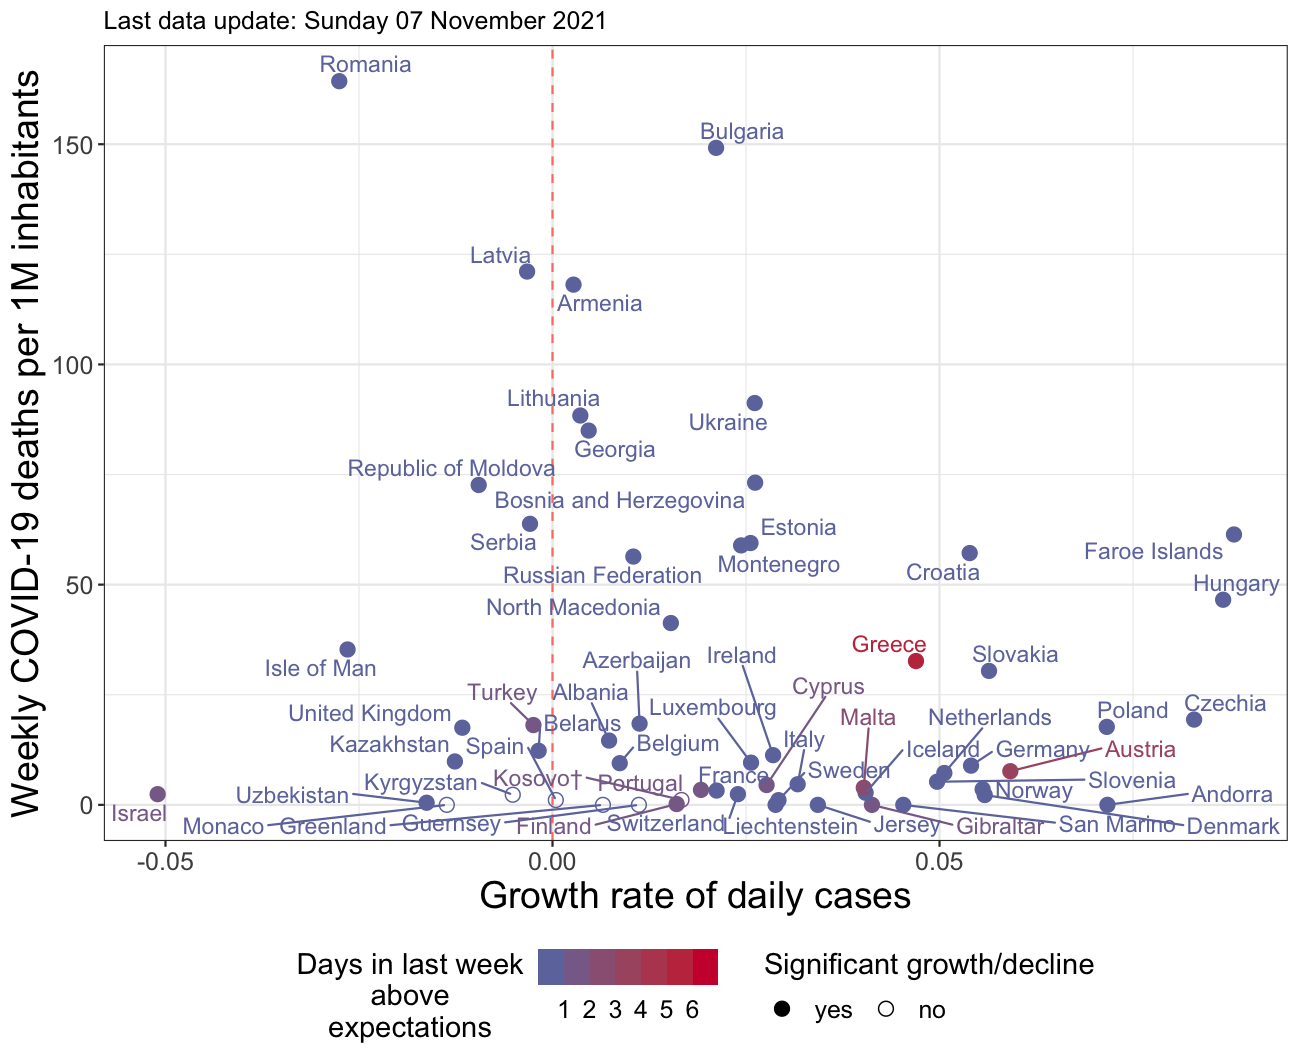 Last data update: Sunday 07 November 2021
Weekly COVID-19 deaths per 1M inhabitants
150
100
50
0
Romania
Bulgaria
Latvia
Armenia
Lithuania
Ukraine
Georgia
Republic of Moldova
Bosnia and Herzegovina
Estonia
Serbia
Faroe Islands
Montenegro
Croatia
Russian Federation
Hungary
North Macedonia
Greece
Ireland
Slovakia
Azerbaijan
Isle of Man
Cyprus
Turkey
Albania
Czechia
Luxembourg
Poland
United Kingdom
Malta
Netherlands
Belarus
Kazakhstan
Spain
Belgium
Italy
Iceland
Germany
Austria
Kyrgyzstan
Kosovo†
Portugal
France
Sweden
Slovenia
Norway
Andorra
Uzbekistan
Israel
Monaco
Greenland
Guernsey
Finland
Switzerland
Liechtenstein
Jersey
Gibraltar
San Marino
Denmark
-0.05
0.00
0.05
Growth rate of daily cases
Days in last week
above
expectations
1 2 3 4 5 6
Significant growth/decline
yes
no